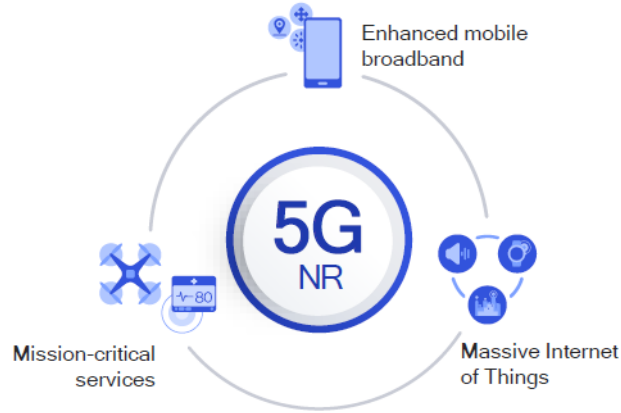 Enhanced mobile
broadband
5G
NR
80
Mission-critical
services
Massive Internet
of Things